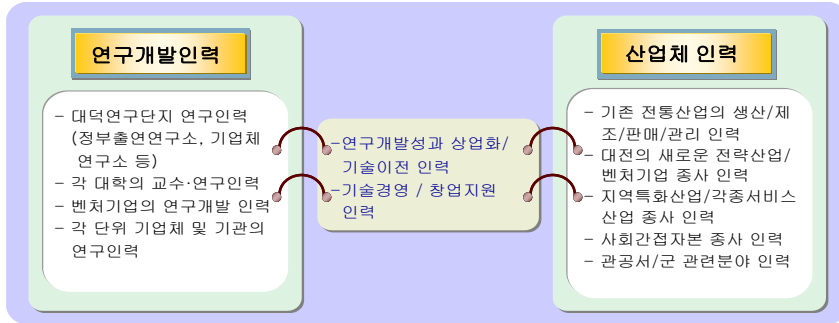 연구개발인력
- 대덕연구단지 연구인력
(정부출연연구소, 기업체
연구소 등)
- 각 대학의 교수·연구인력
- 벤처기업의 연구개발 인력
- 각 단위 기업체 및 기관의
연구인력
-연구개발성과 상업화/
기술이전 인력
-기술경영 / 창업지원
인력
산업체 인력
- 기존 전통산업의 생산/제
조/판매/관리 인력
- 대전의 새로운 전략산업/
벤처기업 종사 인력
- 지역특화산업/각종서비스
산업 종사 인력
- 사회간접자본 종사 인력
- 관공서/군 관련분야 인력